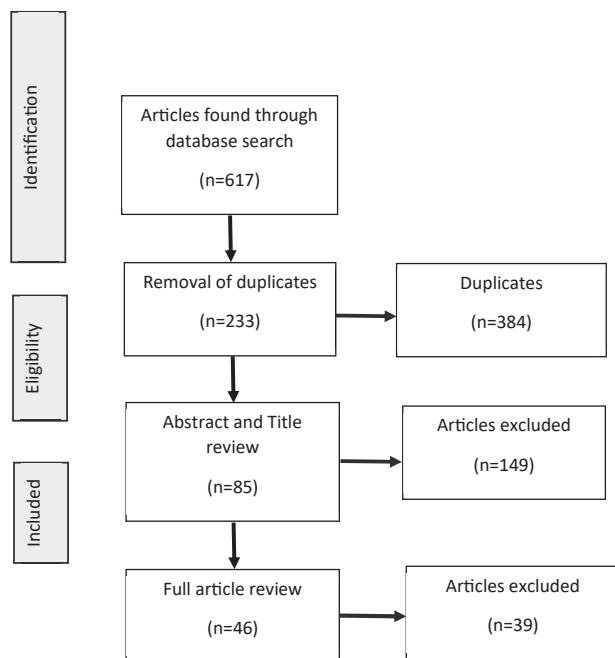 Identification
Articles found through
database search
(n=617)
Removal of duplicates
(n=233)
Duplicates
(n=384)
Eligibility
Abstract and Title
review
(n=85)
Articles excluded
(n=149)
Included
Full article review
(n=46)
Articles excluded
(n=39)